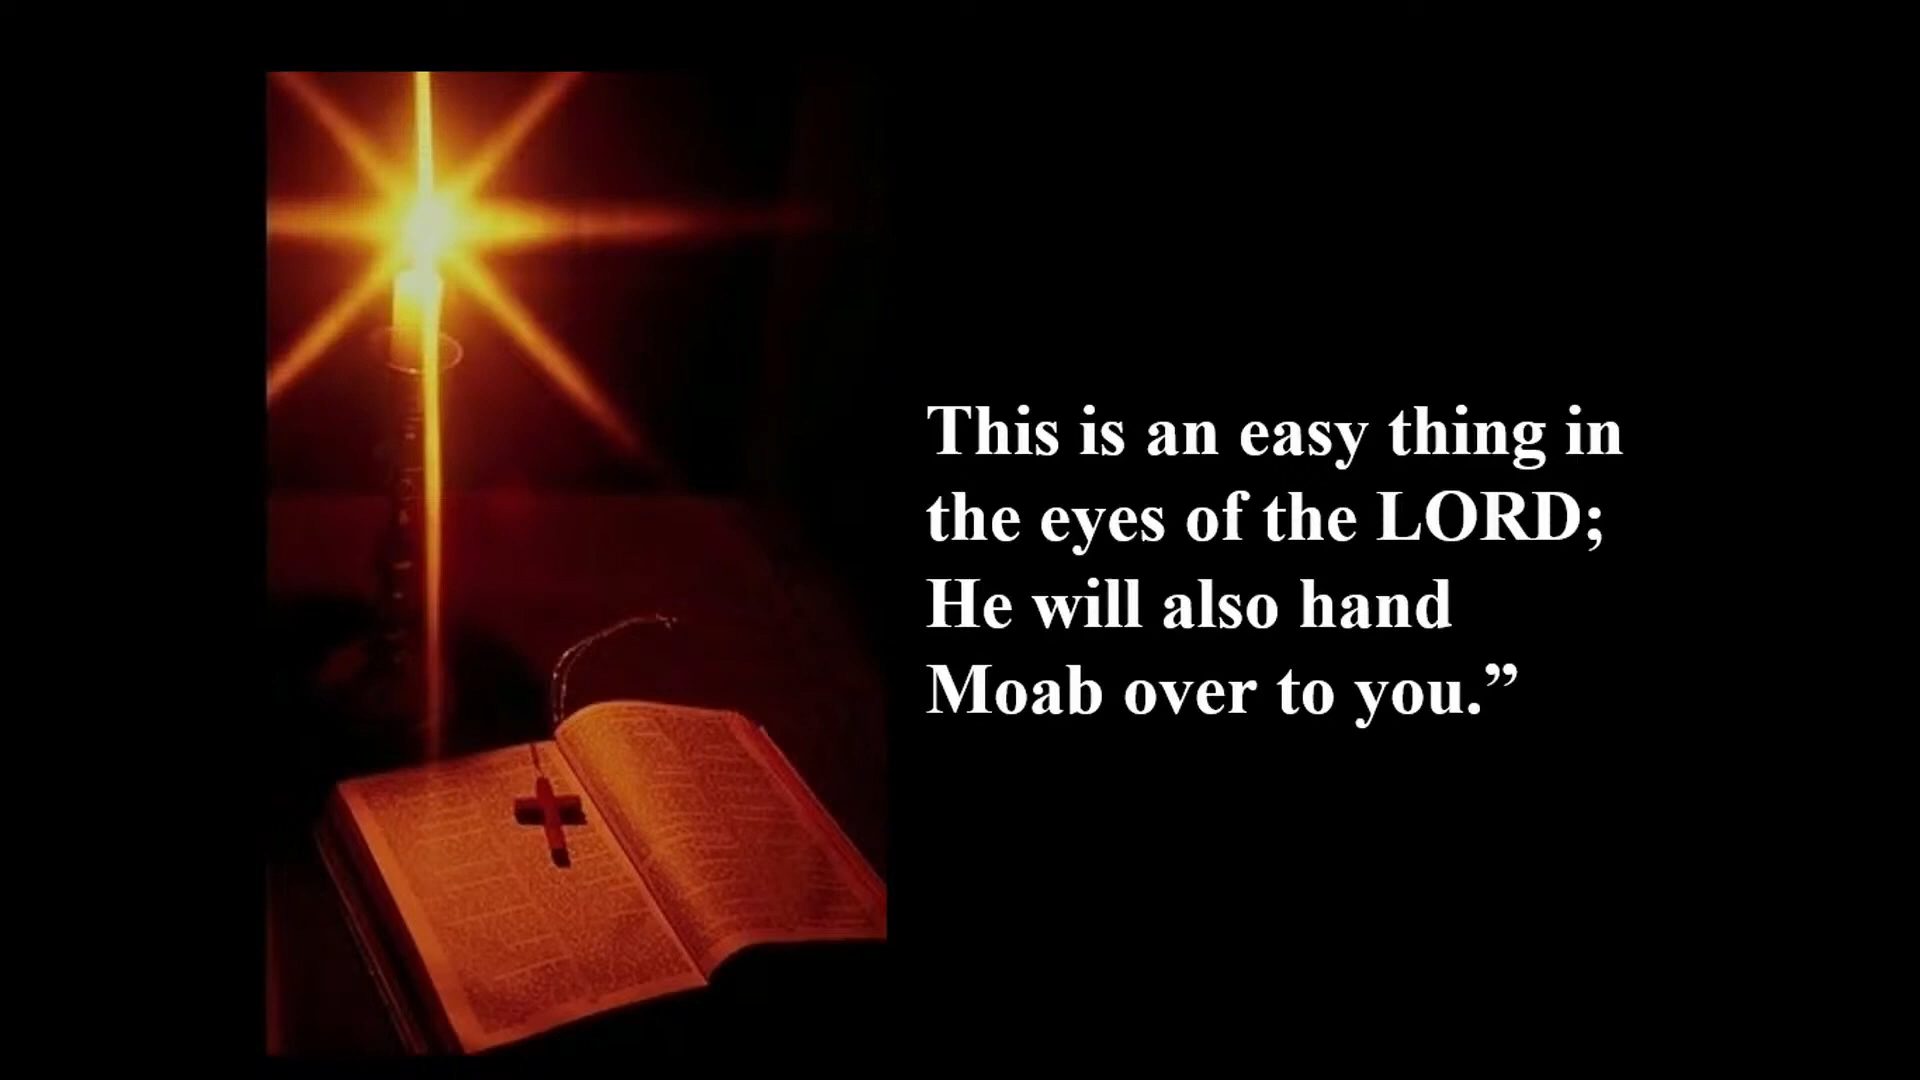 This is an easy thing in
the eyes of the LORD;
He will also hand
Moab over to you.”